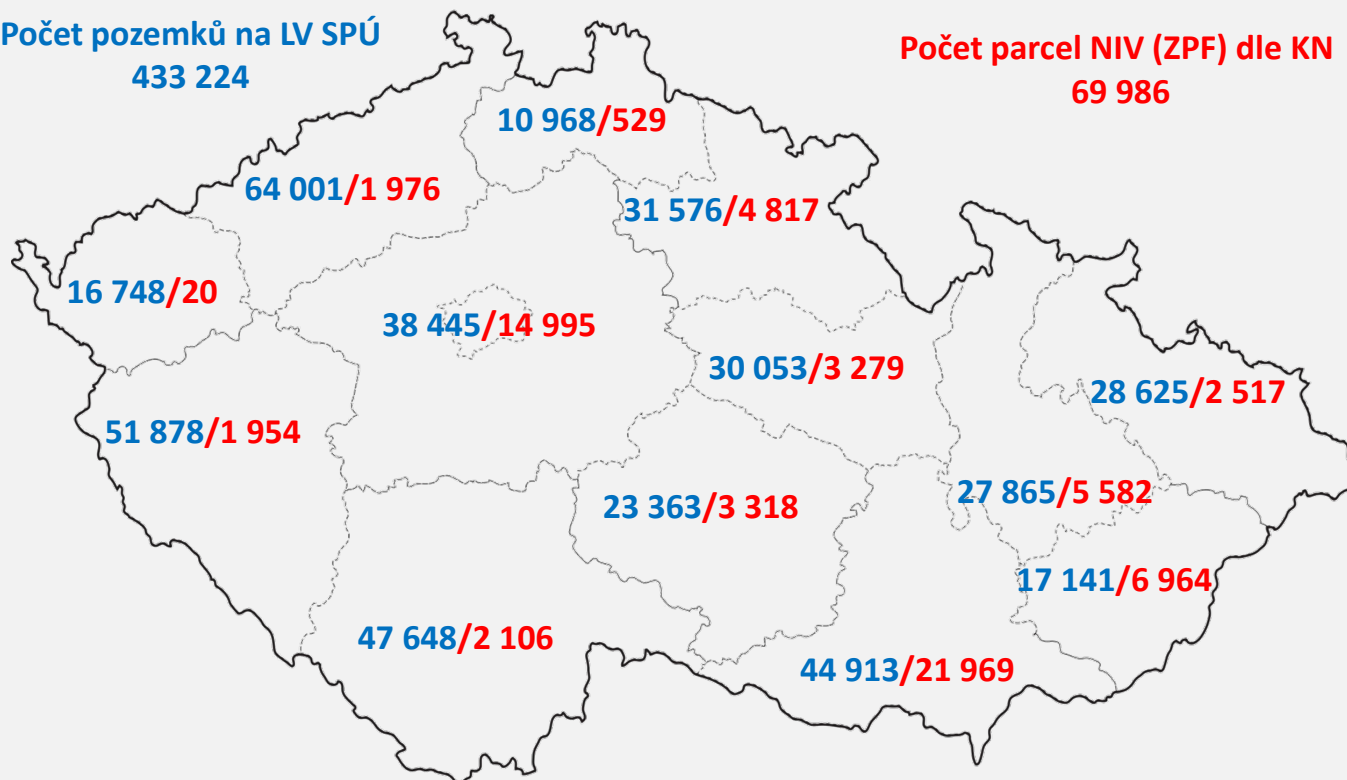 Počet pozemků na LV SPÚ
433 224
Počet parcel NIV (ZPF) dle KN
69 986
10 968/529
64 001/1 976
31 576/4 817
16 748/20
38 445/14 995
30 053/3 279
28 625/2 517
51 878/1 954
23 363/3 318
27 865/5 582
17 141/6 964
47 648/2 106
44 913/21 969